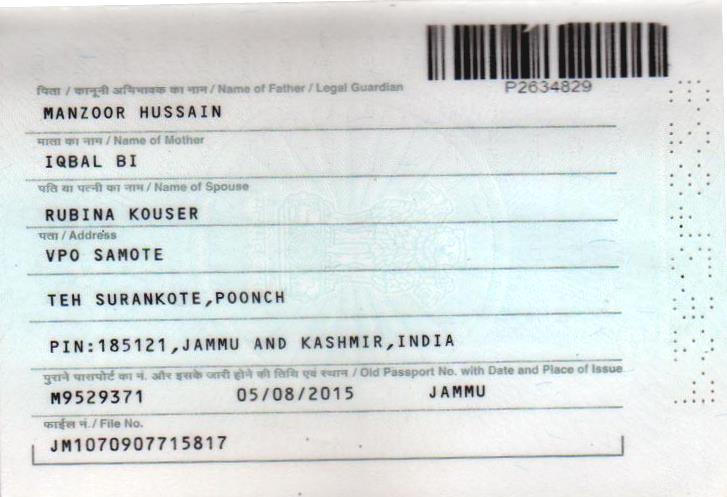 P2634829
पिता / कानूनी अभिभावक का नाम / Name of Father / Legal Guardian
MANZOOR HUSSAIN
माता का नाम / Name of Mother
IQBAL BI
पति या पत्नी का नाम / Name of Spouse
RUBINA KOUSER
पता / Address
VPO SAMOTE
TEH SURANKOTE,POONCH
PIN:185121,JAMMU AND KASHMIR,INDIA
पुराने पासपोर्ट का नं. और इसके जारी होने की तिथि एवं स्थान / Old Passport No. with Date and Place of Issue
M9529371 05/08/2015 JAMMU
फाईल नं. / File No.
JM1070907715817